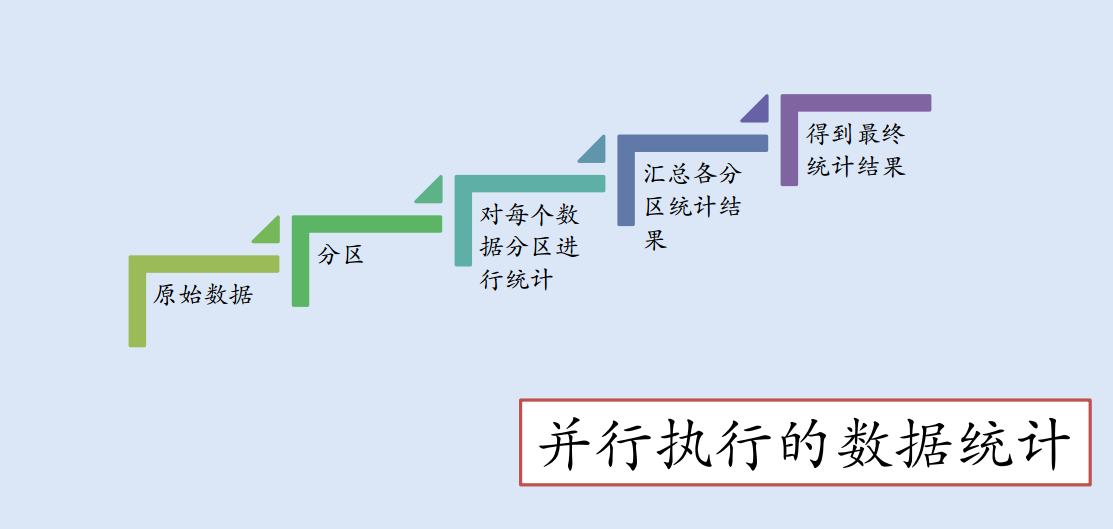 原始数据
分区
对每个数
据分区进
行统计
汇总各分
区统计结
果
得到最终
统计结果
并行执行的数据统计